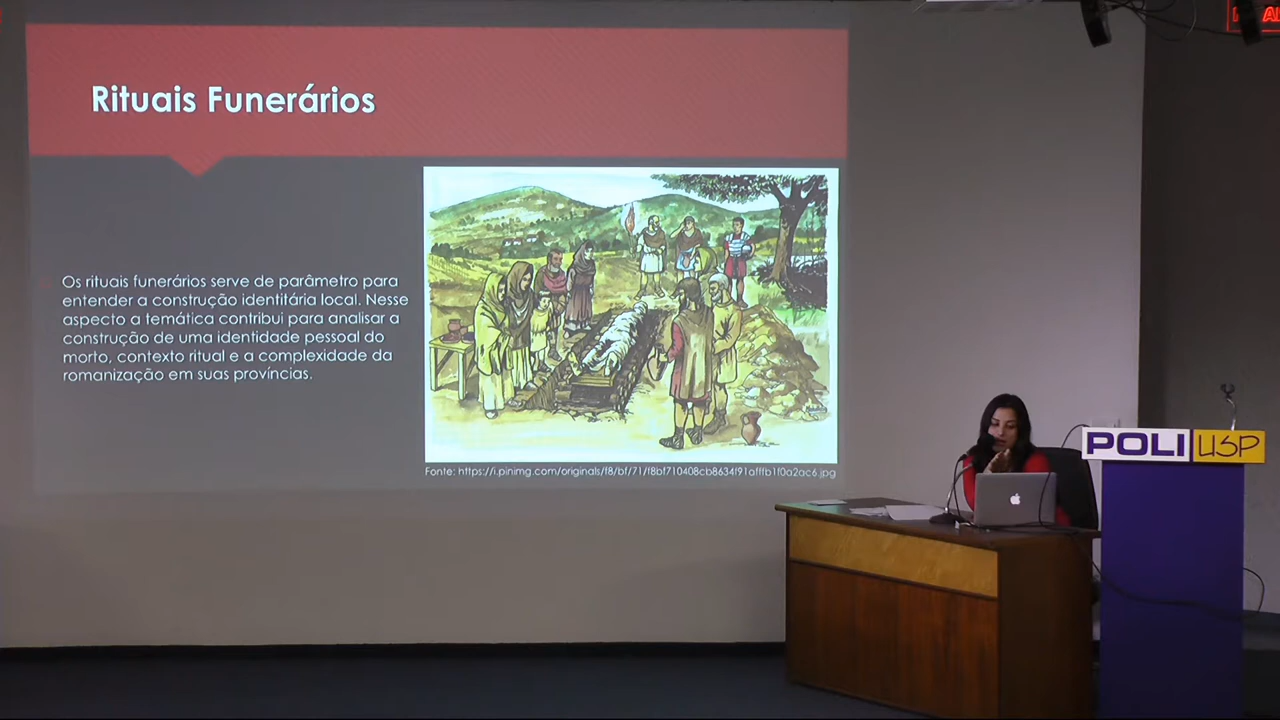 Rituais Funerários
Os rituais funerários serve de parâmetro para
entender a construção identitária local. Nesse
aspecto a temática contribui para analisar a
construção de uma identidade pessoal do
morto, contexto ritual e a complexidade da
romanização em suas províncias.
Fonte: https://i.pinimg.com/originals/f8/bf/71/f8bf710408cb8634f91afffb1f0a2ac6.jpg
POLI USP